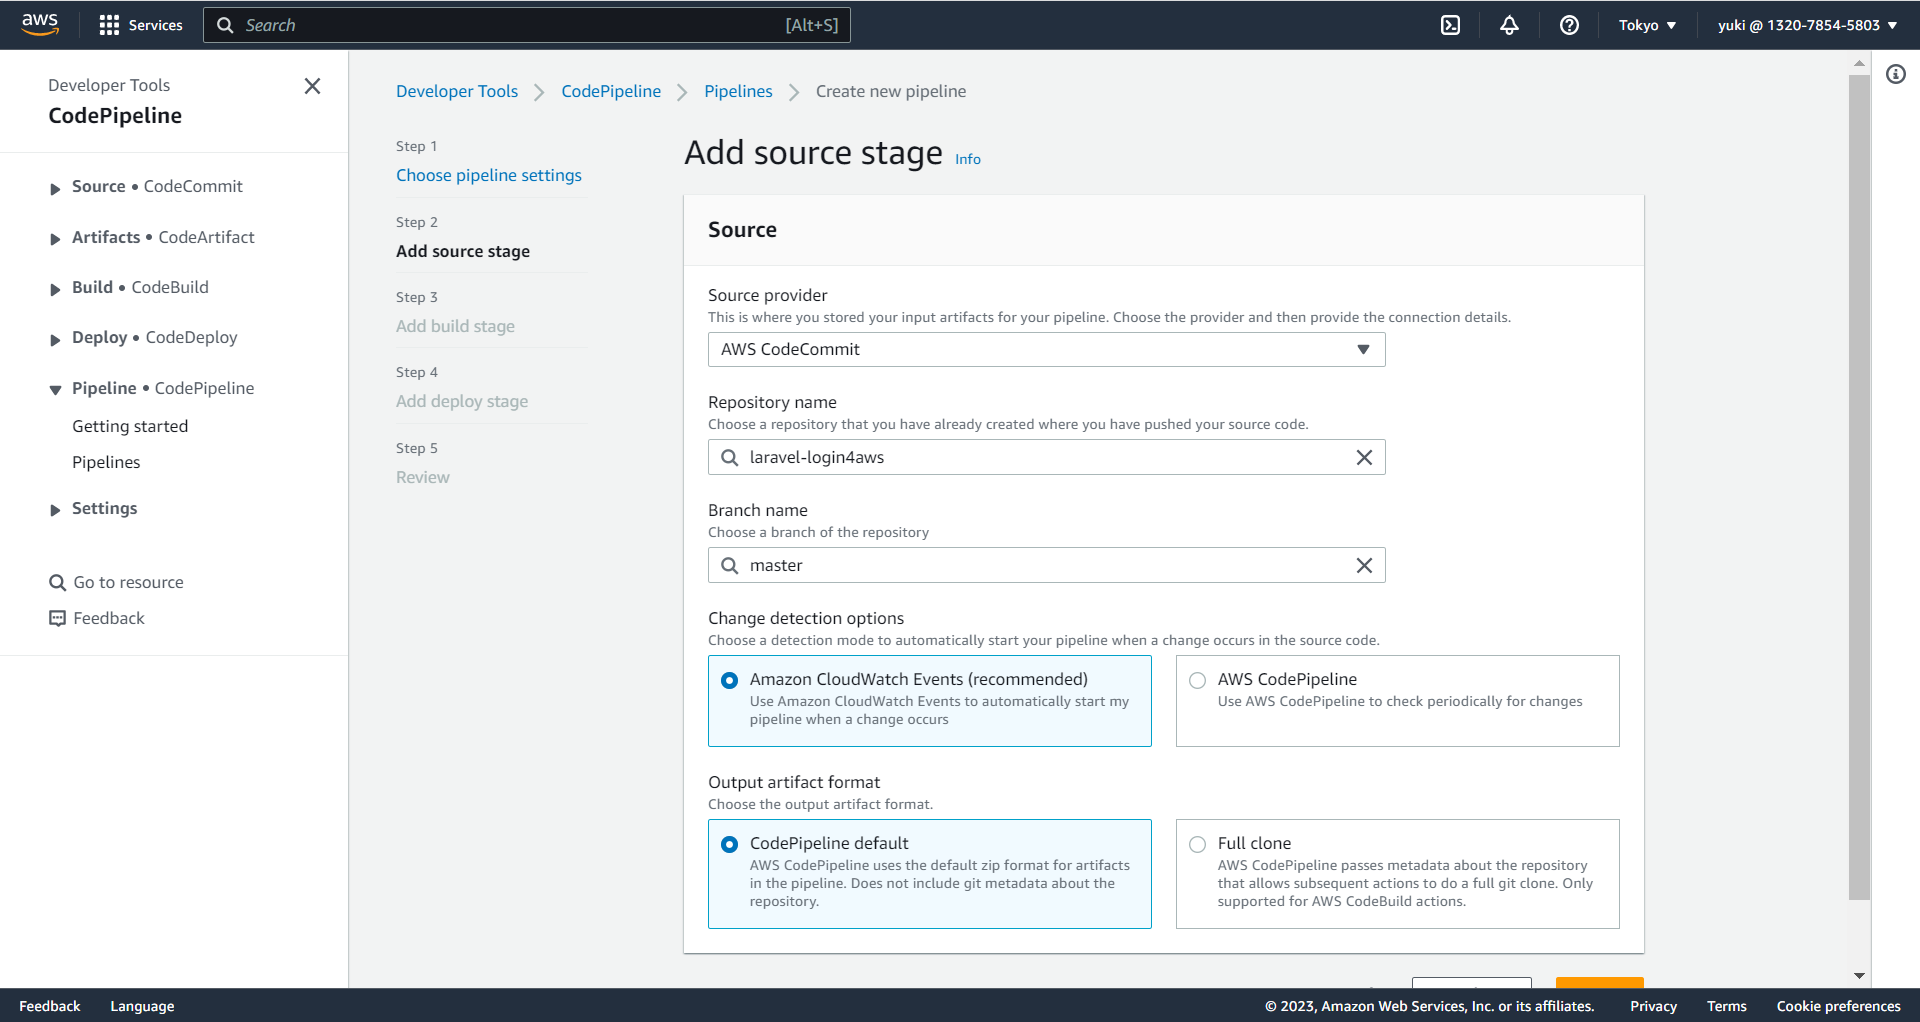 aws
Services
Search [Alt+S]
Tokyo
yuki @ 1320-7854-5803
Developer Tools
CodePipeline
Source • CodeCommit
Artifacts • CodeArtifact
Build • CodeBuild
Deploy • CodeDeploy
Pipeline • CodePipeline
Getting started
Pipelines
Settings
Go to resource
Feedback
Developer Tools
CodePipeline
Pipelines
Create new pipeline
Step 1
Choose pipeline settings
Step 2
Add source stage
Step 3
Add build stage
Step 4
Add deploy stage
Step 5
Review
Add source stage Info
Source
Source provider
This is where you stored your input artifacts for your pipeline. Choose the provider and then provide the connection details.
AWS CodeCommit
Repository name
Choose a repository that you have already created where you have pushed your source code.
laravel-login4aws
Branch name
Choose a branch of the repository
master
Change detection options
Choose a detection mode to automatically start your pipeline when a change occurs in the source code.
Amazon CloudWatch Events (recommended)
Use Amazon CloudWatch Events to automatically start my
pipeline when a change occurs
AWS CodePipeline
Use AWS CodePipeline to check periodically for changes
Output artifact format
Choose the output artifact format.
CodePipeline default
AWS CodePipeline uses the default zip format for artifacts
in the pipeline. Does not include git metadata about the
repository.
Full clone
AWS CodePipeline passes metadata about the repository
that allows subsequent actions to do a full git clone. Only
supported for AWS CodeBuild actions.
Feedback
Language
© 2023, Amazon Web Services, Inc. or its affiliates.
Privacy
Terms
Cookie preferences